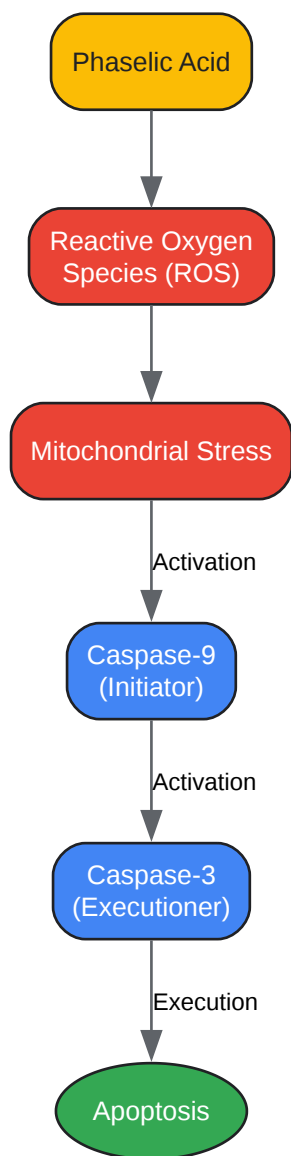 Phaselic Acid
Reactive Oxygen
Species (ROS)
Mitochondrial Stress
Activation
Caspase-9
(Initiator)
Activation
Caspase-3
(Executioner)
Execution
Apoptosis